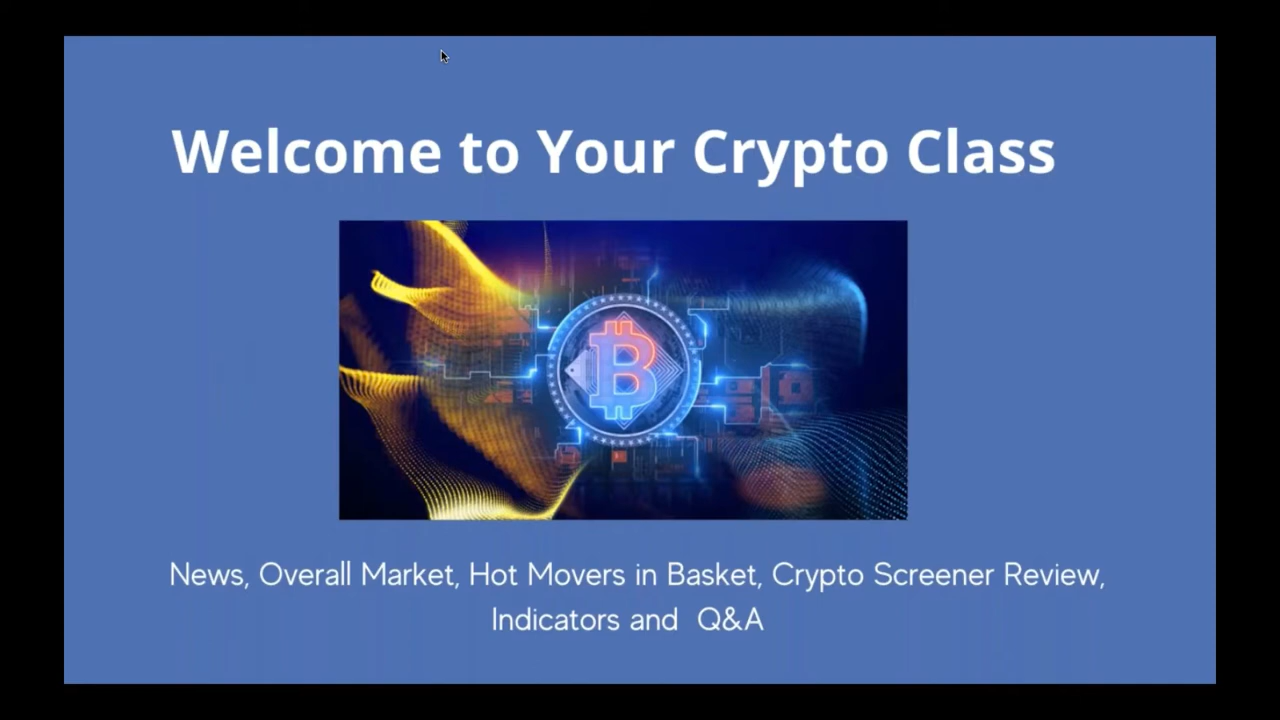 Welcome to Your Crypto Class
News, Overall Market, Hot Movers in Basket, Crypto Screener Review,
Indicators and  Q&A